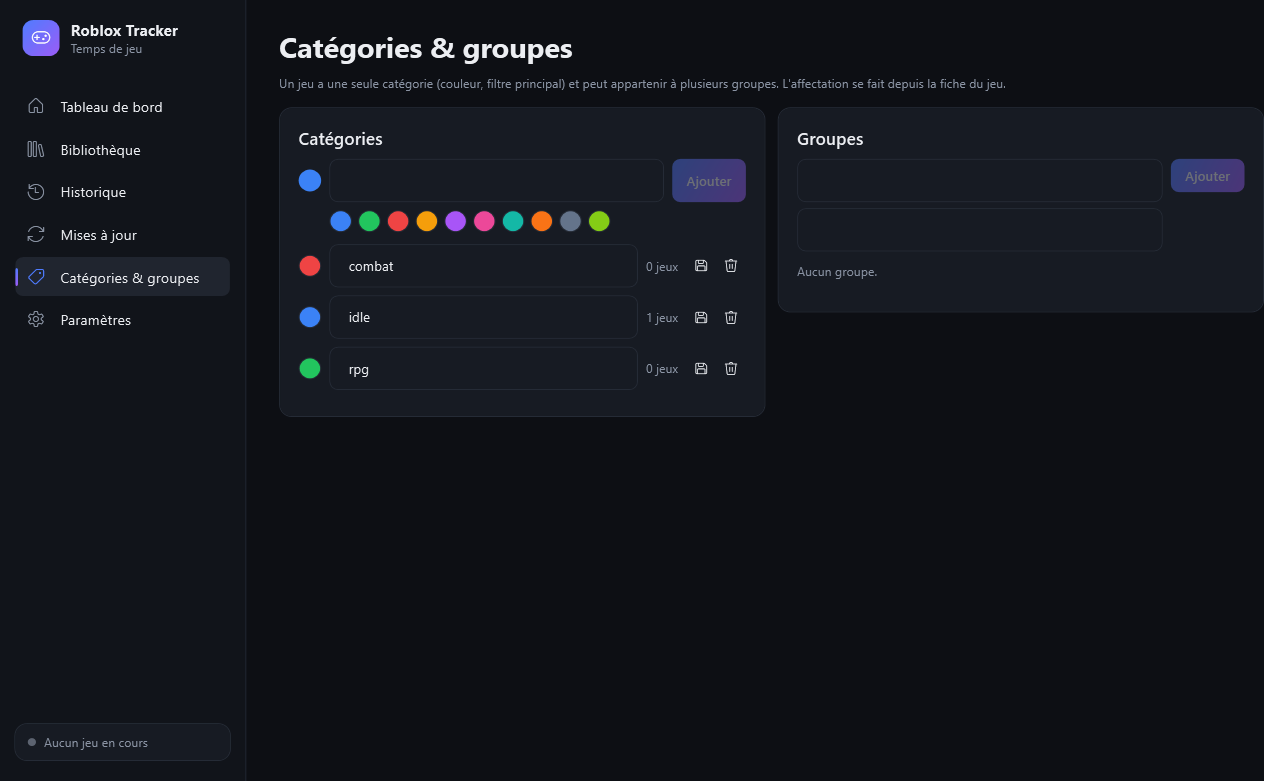 Roblox Tracker
Temps de jeu
Tableau de bord
Bibliothèque
Historique
Mises à jour
Catégories & groupes
Paramètres
Aucun jeu en cours
Catégories & groupes
Un jeu a une seule catégorie (couleur, filtre principal) et peut appartenir à plusieurs groupes. L'affectation se fait depuis la fiche du jeu.
Catégories
Ajouter
combat
0 jeux
idle
1 jeux
rpg
0 jeux
Groupes
Ajouter
Aucun groupe.